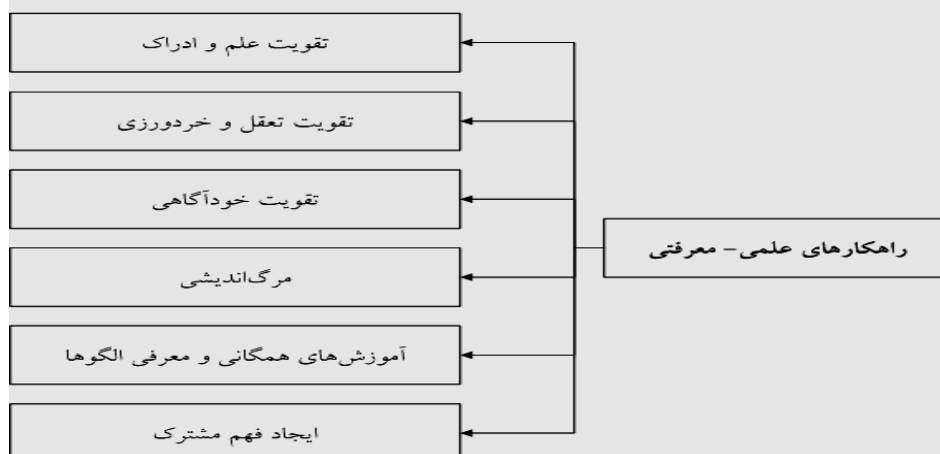 راهکارهای علمی- معرفتی
تقویت علم و ادراک
تقویت تعقل و خردورزی
تقویت خودآگاهی
مرگ‌اندیشی
آموزش‌های همگانی و معرفی الگوها
ایجاد فهم مشترک